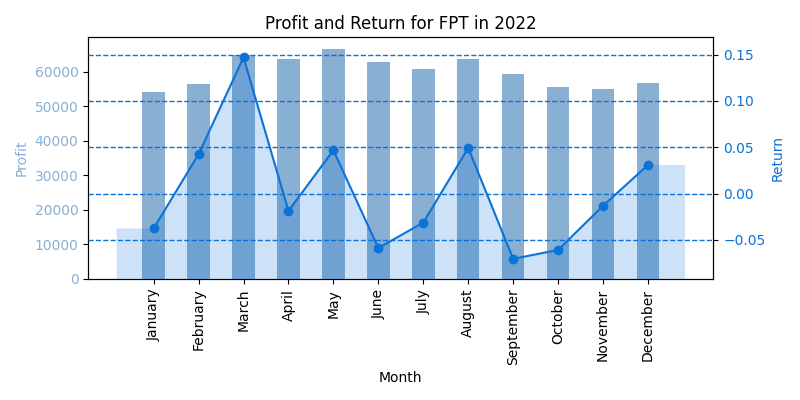 Profit and Return for FPT in 2022
Profit
60000
50000
40000
30000
20000
10000
0
0.15
0.10
0.05
0.00
−0.05
Return
January
February
March
April
May
June
July
August
September
October
November
December
Month